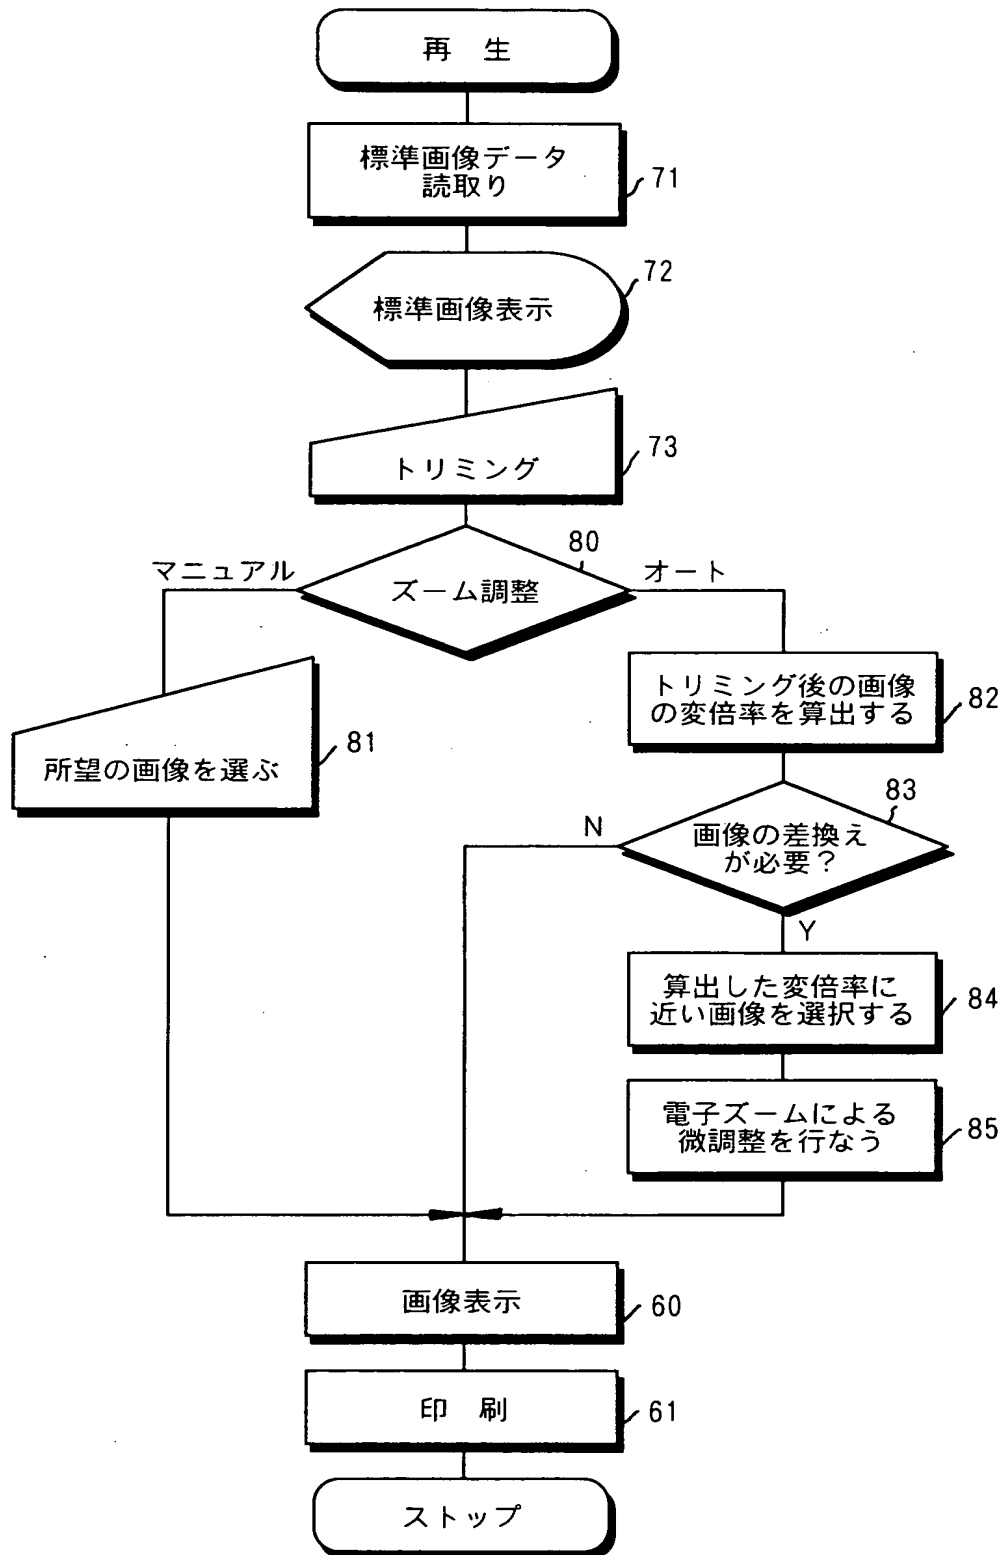 再 生
標準画像データ
読取り
71
標準画像表示
72
トリミング
73
ズーム調整
80
マニュアル
オート
所望の画像を選ぶ
81
トリミング後の画像
の変倍率を算出する
82
画像の差換え
が必要?
83
N
Y
算出した変倍率に
近い画像を選択する
84
電子ズームによる
微調整を行なう
85
画像表示
60
印 刷
61
ストップ